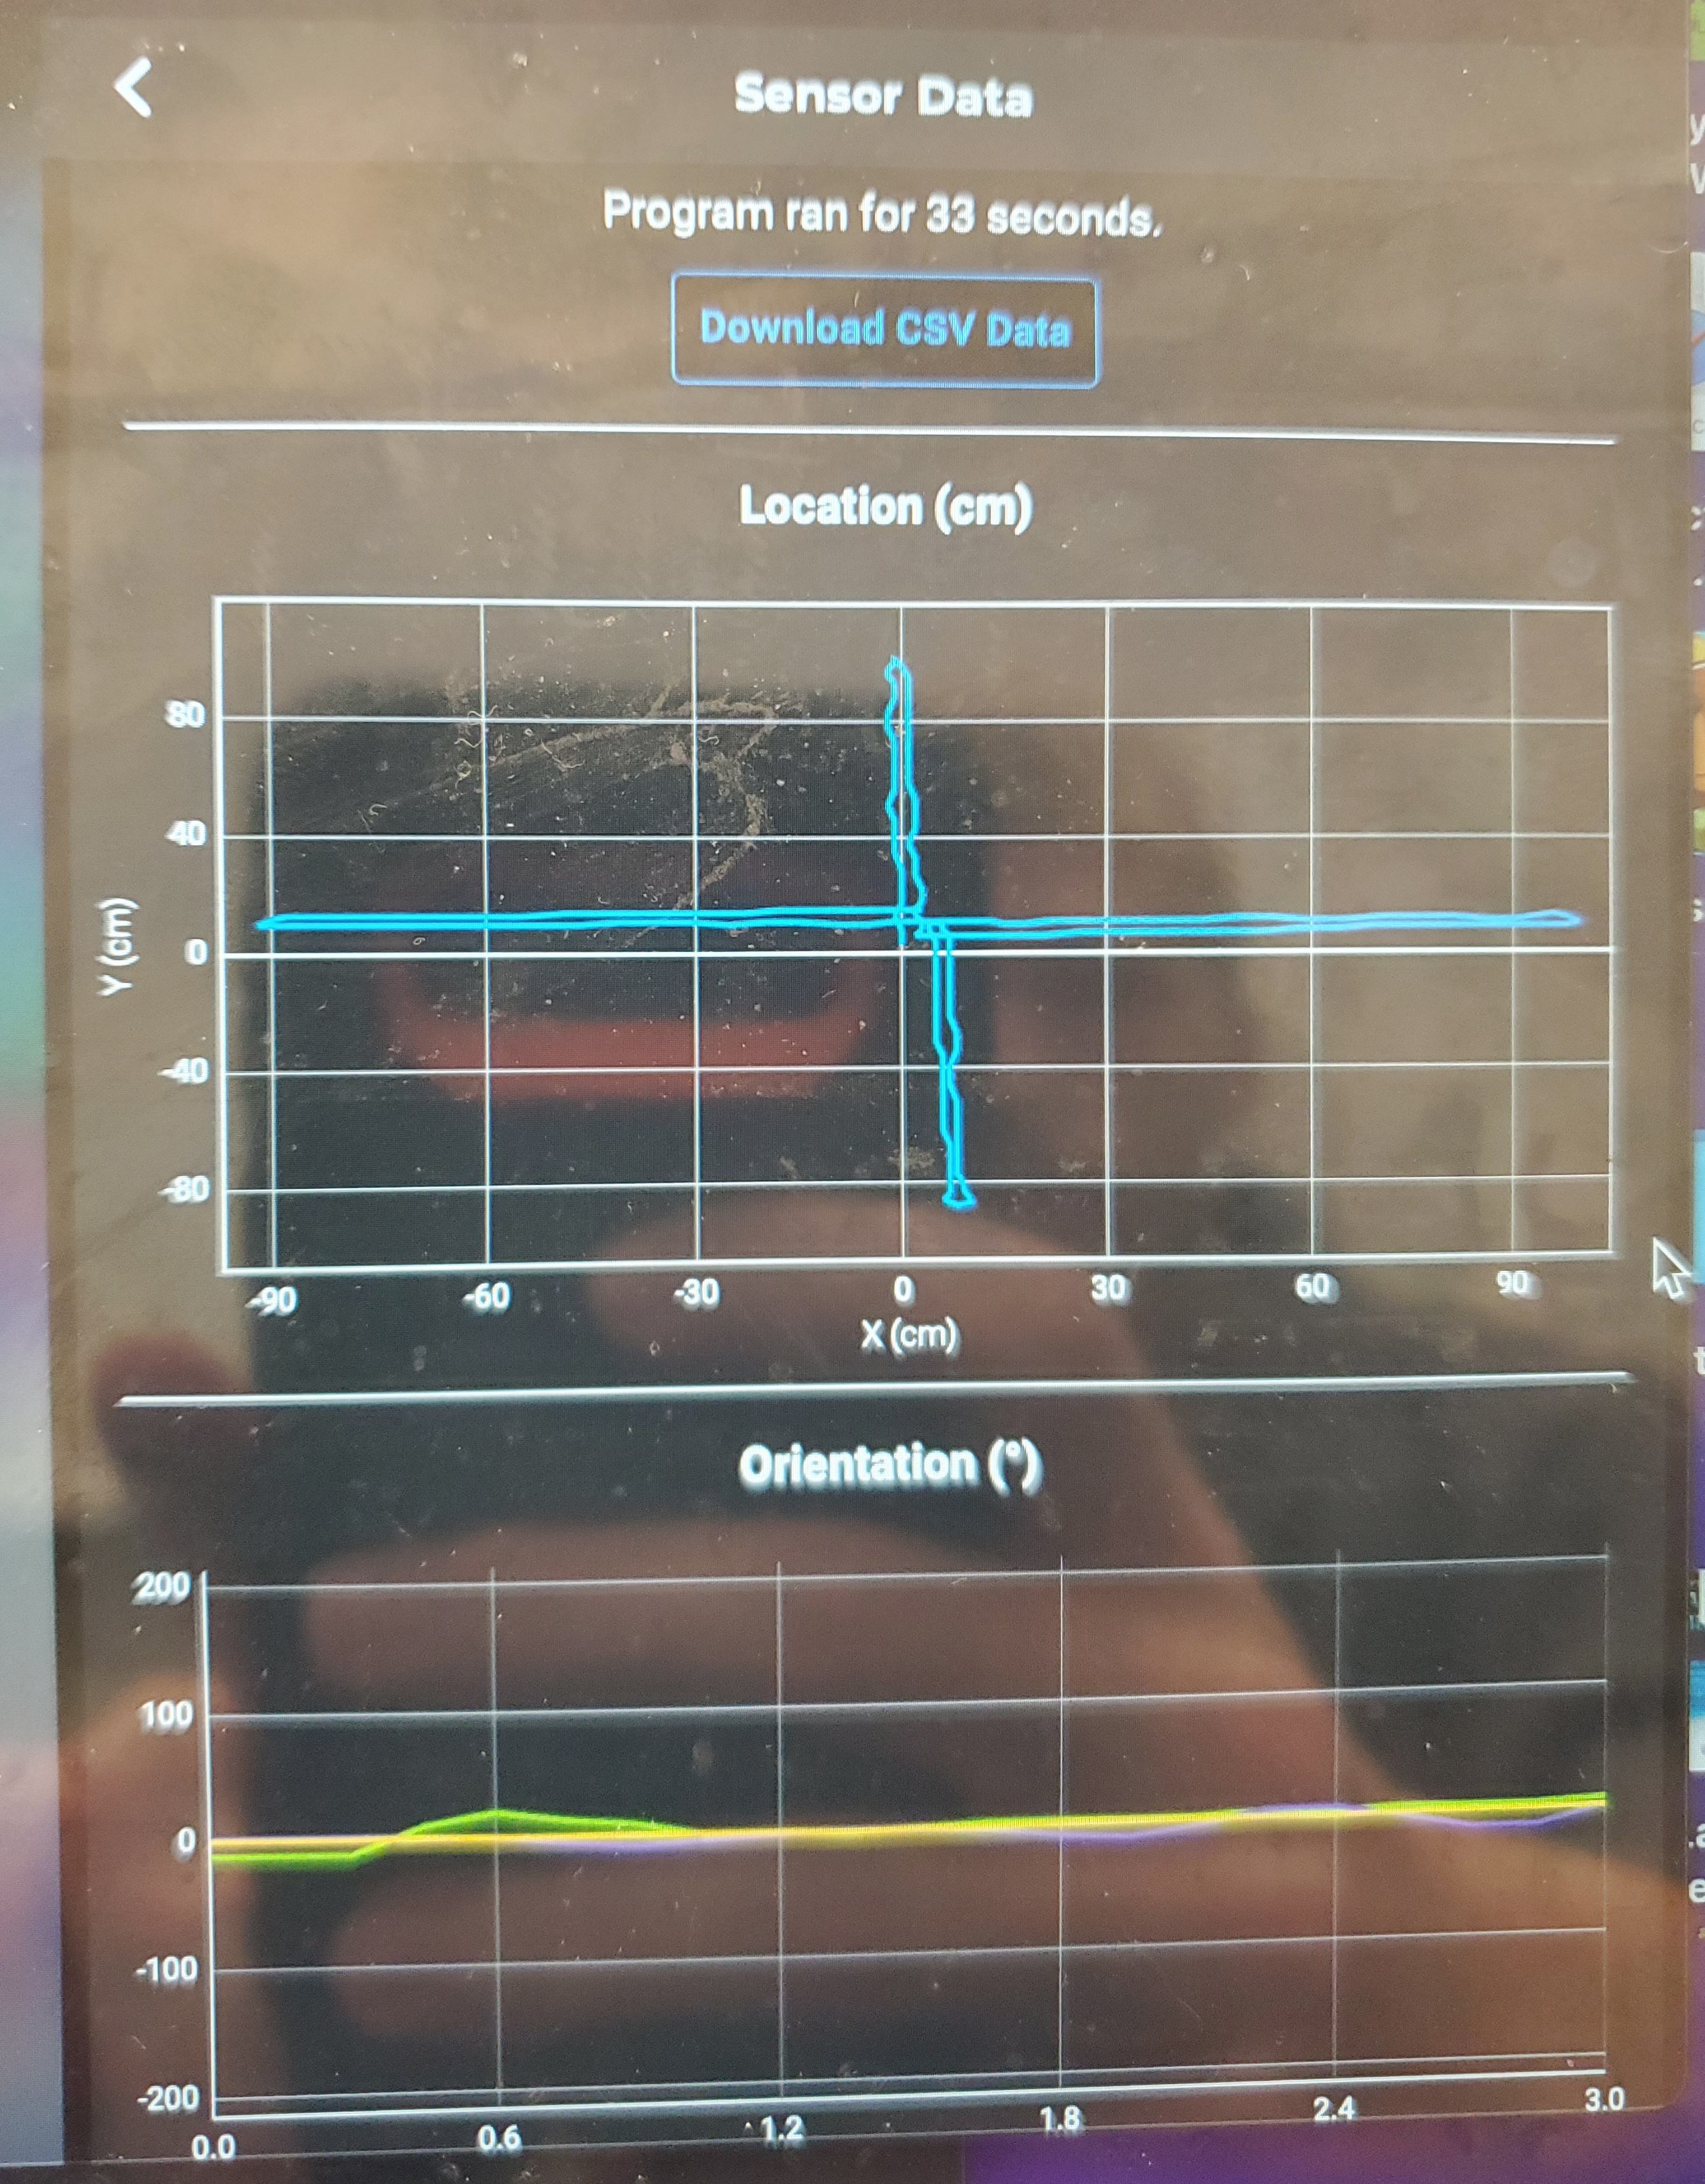 Sensor Data
Program ran for 33 seconds.
Download CSV Data
Location (cm)
80
40
0
-40
-80
Y (cm)
-90 -60 -30 0 30 60 90
X (cm)
Orientation (°)
200
100
0
-100
-200
0.0 0.6 1.2 1.8 2.4 3.0